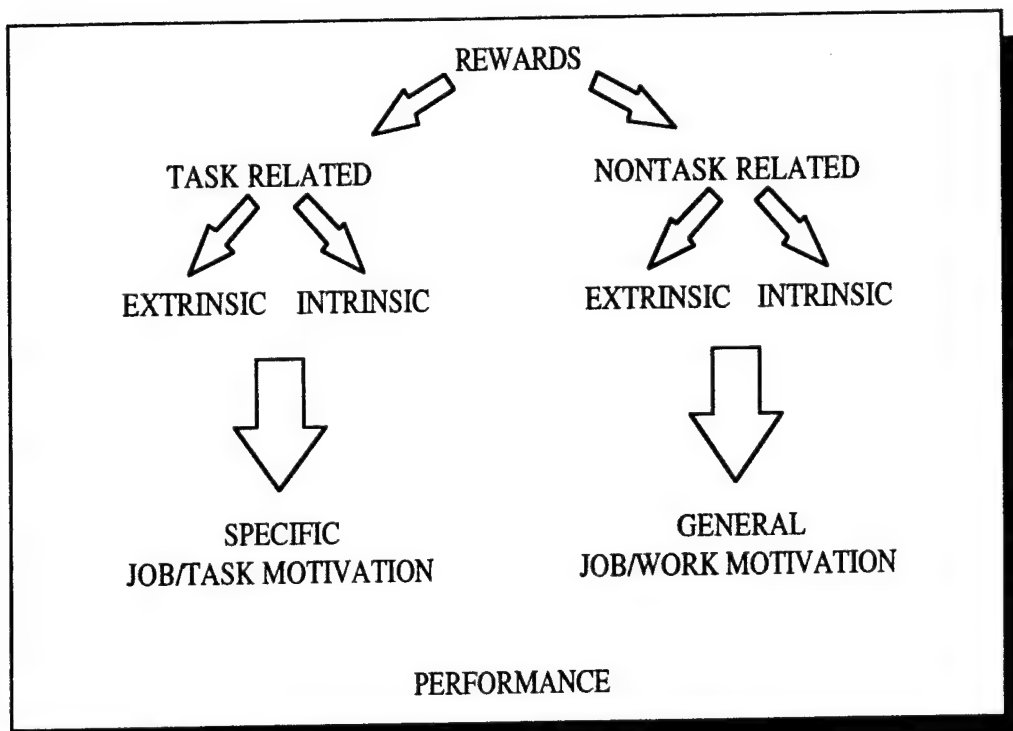 REWARDS
TASK RELATED
NONTASK RELATED
EXTRINSIC INTRINSIC
EXTRINSIC INTRINSIC
SPECIFIC
JOB/TASK MOTIVATION
GENERAL
JOB/WORK MOTIVATION
PERFORMANCE